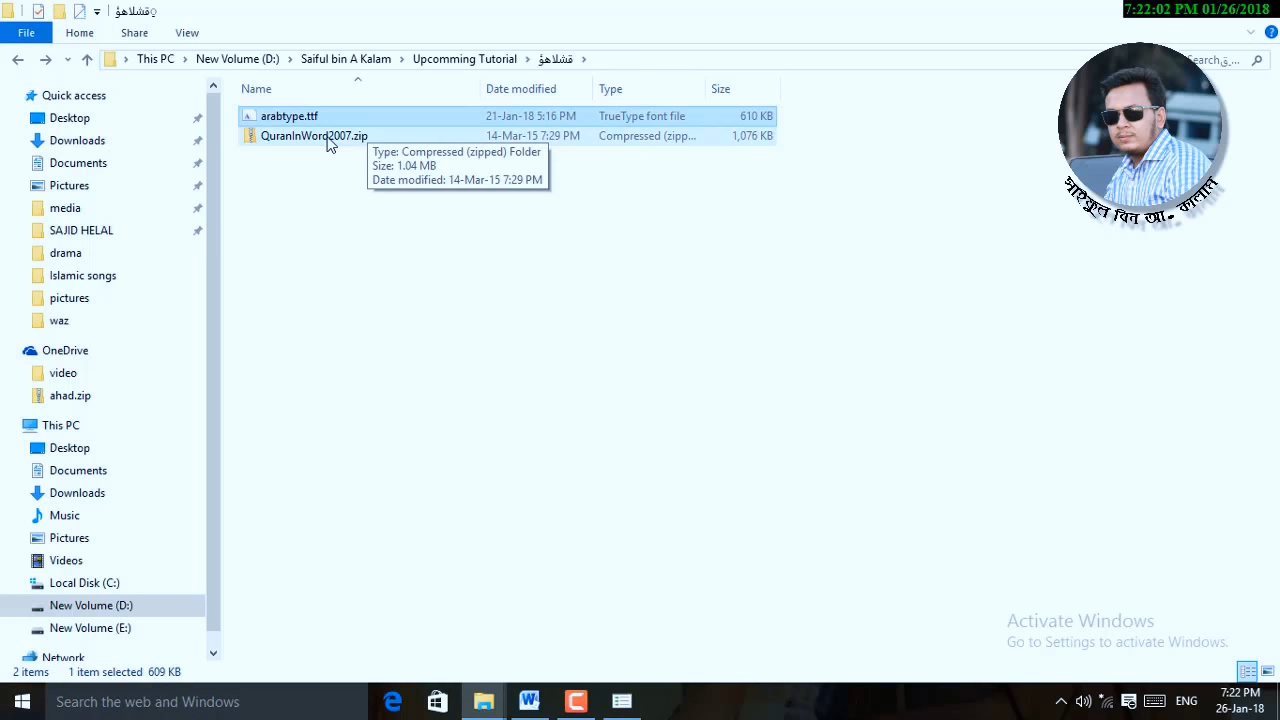 قشلاهؤ
7:22:02 PM 01/26/2018
File Home Share View
This PC New Volume (D:) Saiful bin A Kalam Upcomming Tutorial قشلاهؤ
Name Date modified Type Size
arabtype.ttf 21-Jan-18 5:16 PM TrueType font file 610 KB
QuranInWord2007.zip 14-Mar-15 7:29 PM Compressed (zipp... 1,076 KB
Type: Compressed (zipped) Folder
Size: 1.04 MB
Date modified: 14-Mar-15 7:29 PM
সাইফুল বিন আ. কালাম
Quick access
Desktop
Downloads
Documents
Pictures
media
SAJID HELAL
drama
Islamic songs
pictures
waz
OneDrive
video
ahad.zip
This PC
Desktop
Documents
Downloads
Music
Pictures
Videos
Local Disk (C:)
New Volume (D:)
New Volume (E:)
Network
Activate Windows
Go to Settings to activate Windows.
2 items 1 item selected 609 KB
Search the web and Windows
ENG
7:22 PM
26-Jan-18